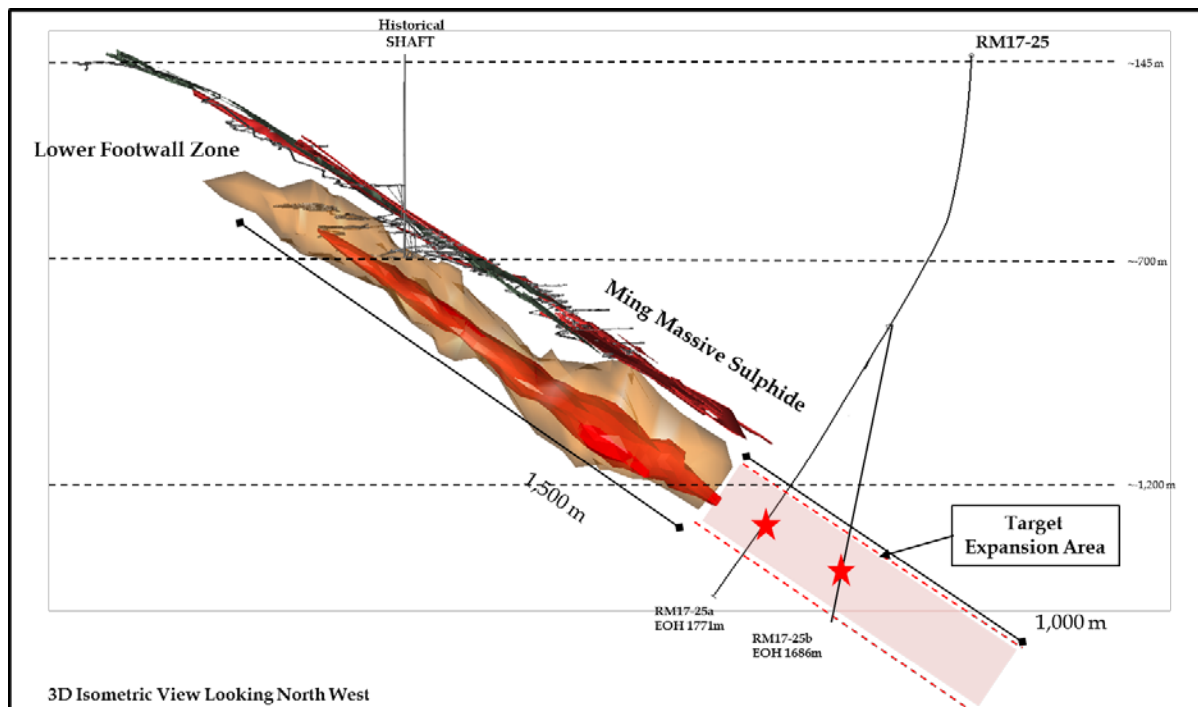 Historical
SHAFT
RM17-25
~145 m
Lower Footwall Zone
~700 m
Ming Massive Sulphide
1,500 m
~1,200 m
Target
Expansion Area
RM17-25a
EOH 1771m
RM17-25b
EOH 1686m
1,000 m
3D Isometric View Looking North West